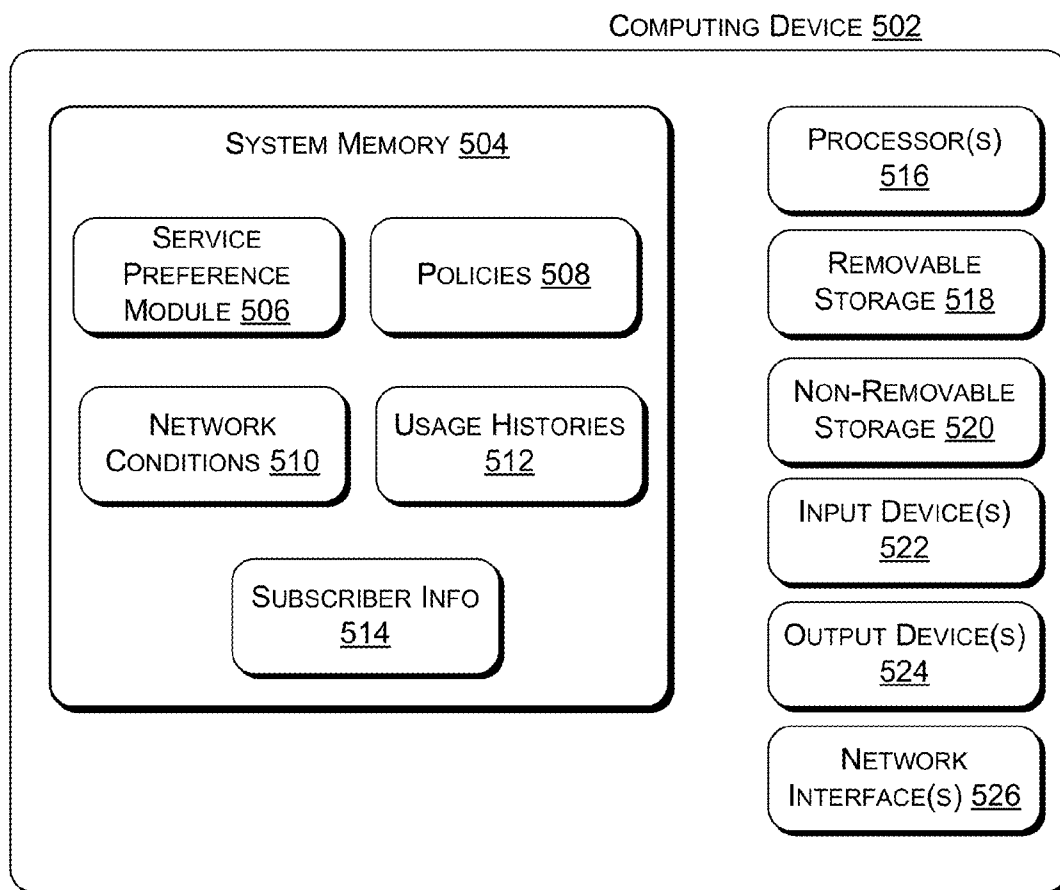 COMPUTING DEVICE 502
SYSTEM MEMORY 504
SERVICE
PREFERENCE
MODULE 506
POLICIES 508
NETWORK
CONDITIONS 510
USAGE HISTORIES
512
SUBSCRIBER INFO
514
PROCESSOR(S)
516
REMOVABLE
STORAGE 518
NON-REMOVABLE
STORAGE 520
INPUT DEVICE(S)
522
OUTPUT DEVICE(S)
524
NETWORK
INTERFACE(S) 526